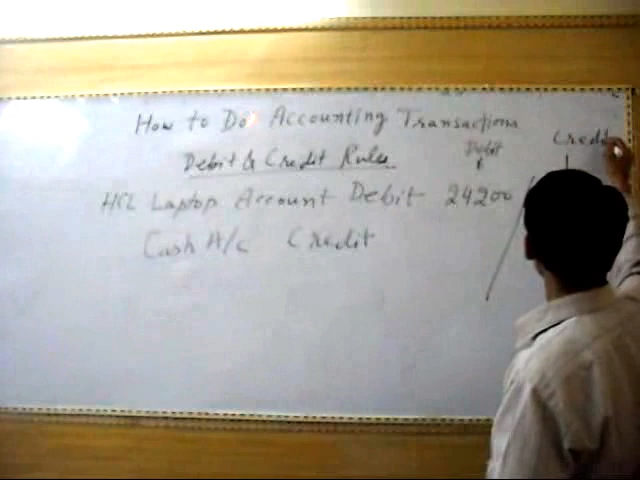 How to Do Accounting Transactions
Debit & Credit Rules
Debit
Credit
HCL Laptop Account Debit 24200
Cash A/c Credit